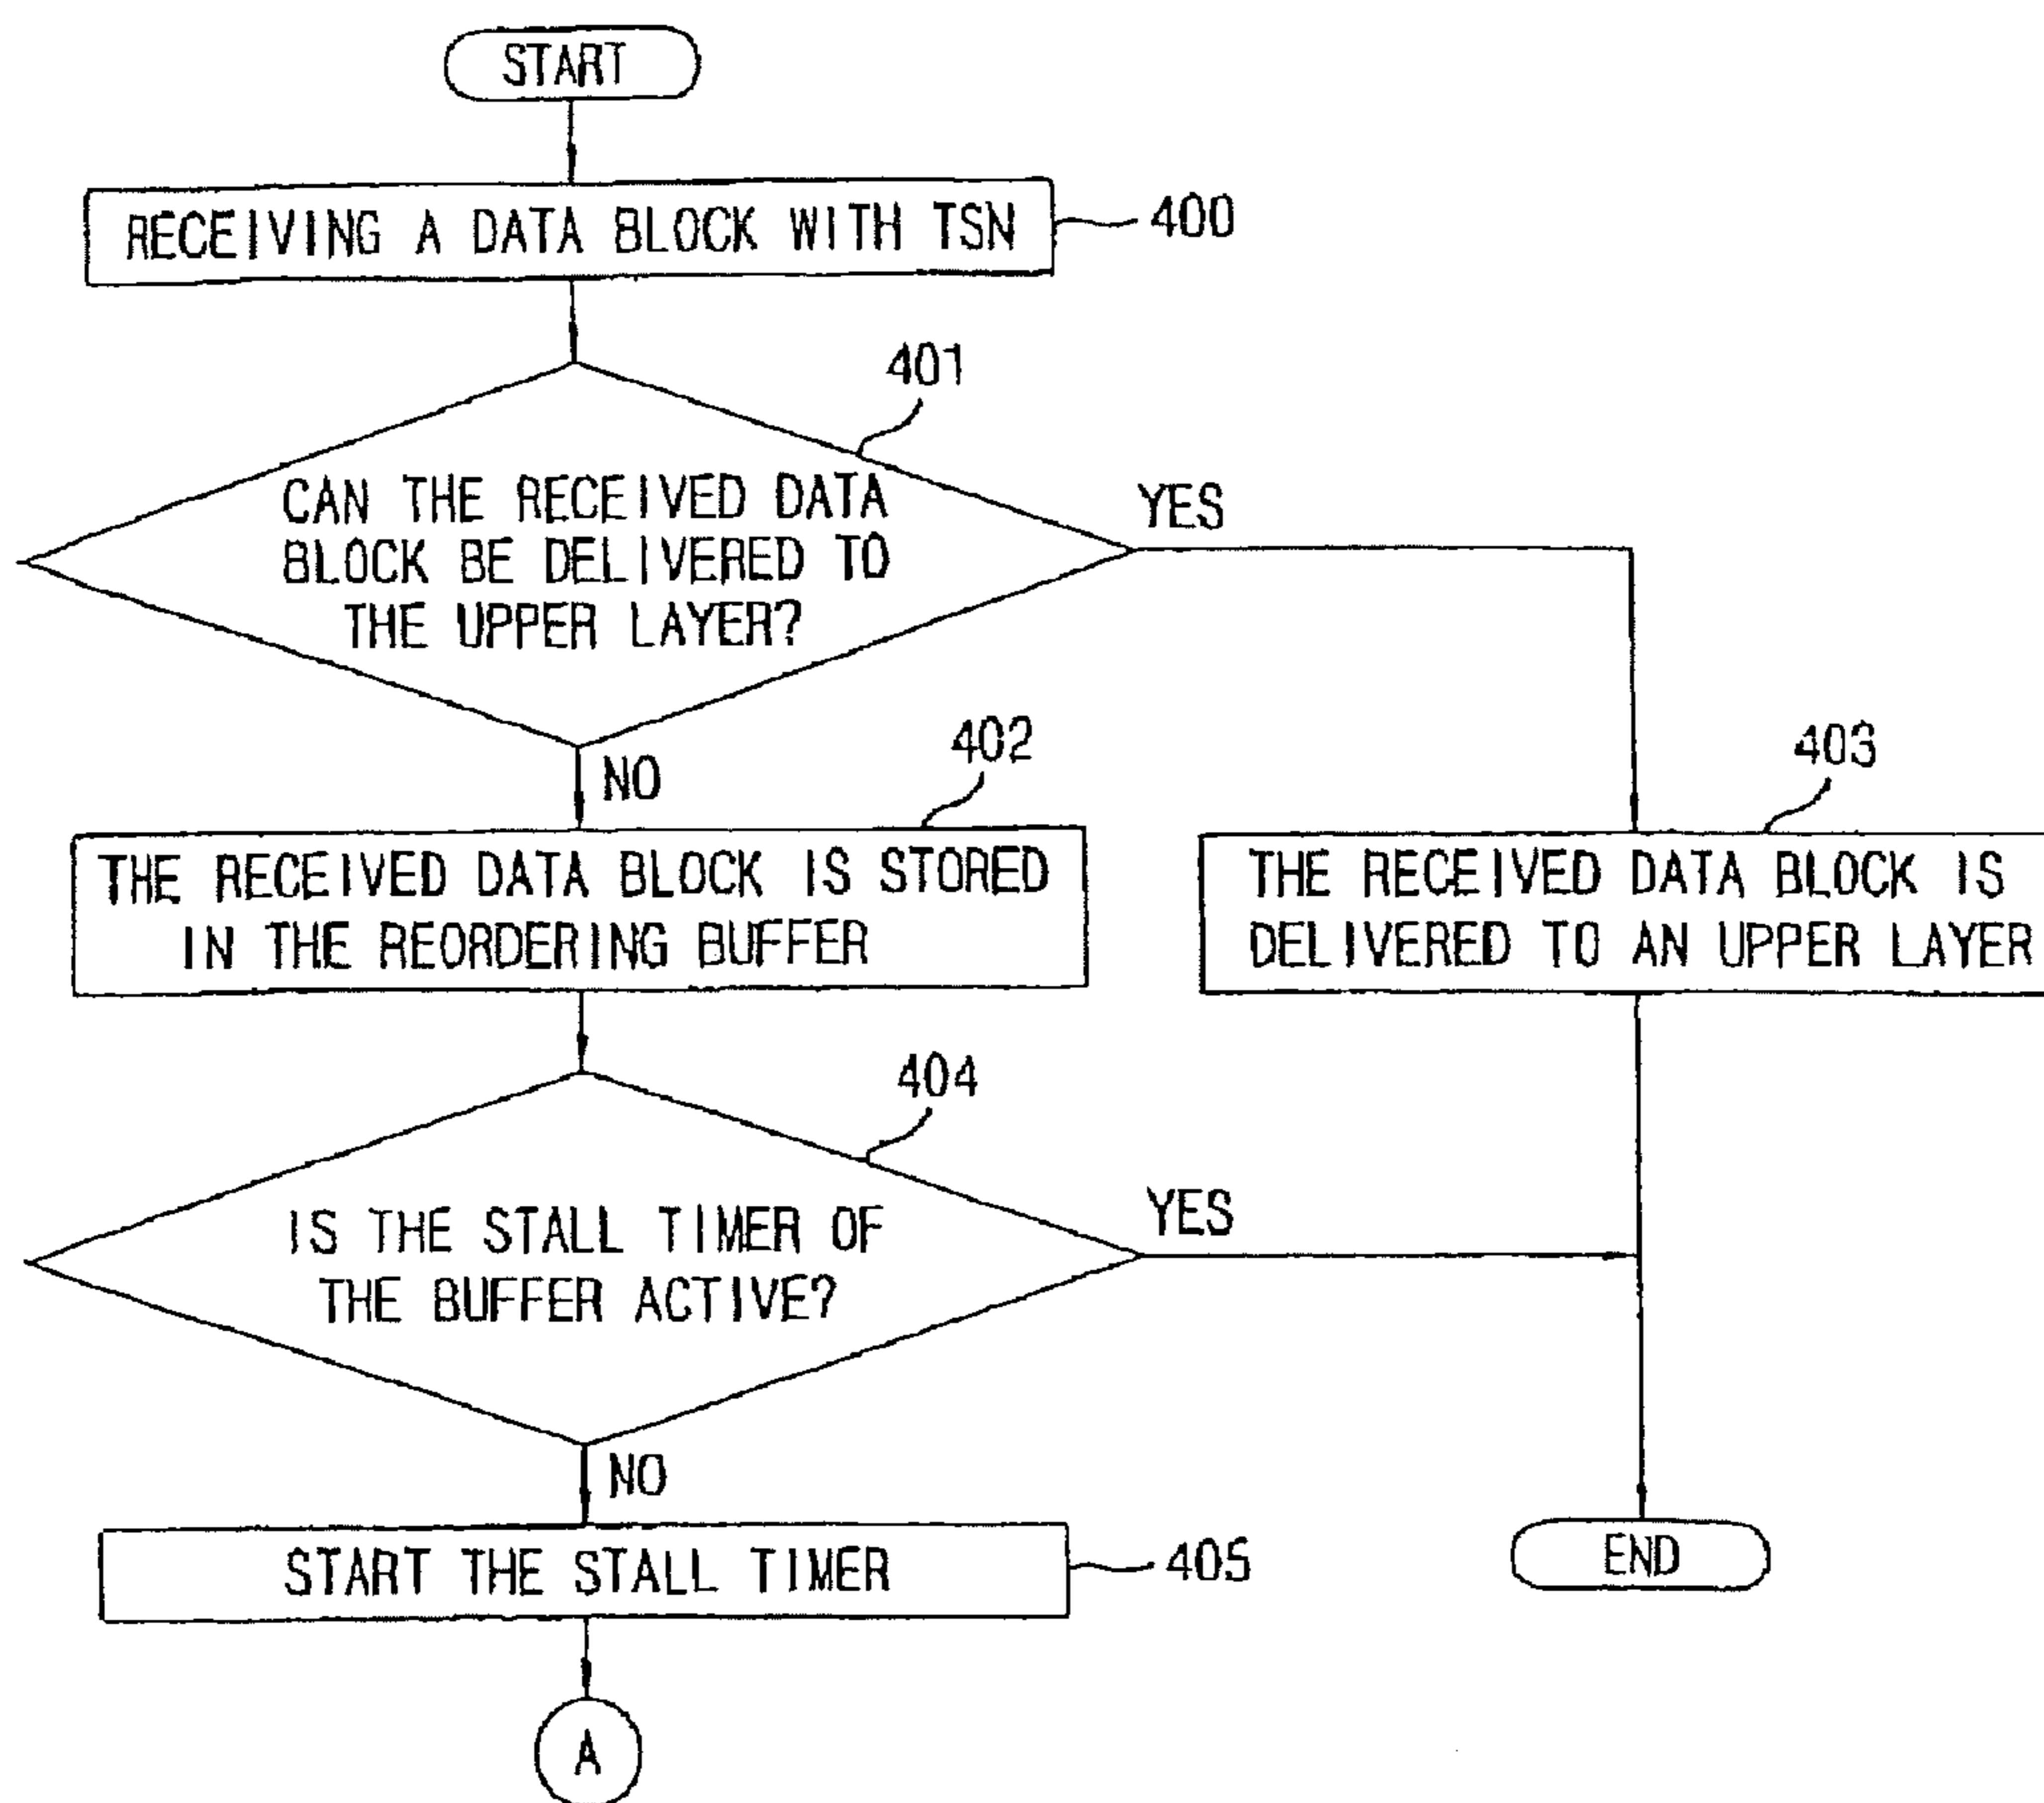 START
RECEIVING A DATA BLOCK WITH TSN
400
401
CAN THE RECEIVED DATA
BLOCK BE DELIVERED TO
THE UPPER LAYER?
YES
NO
402
THE RECEIVED DATA BLOCK IS STORED
IN THE REORDERING BUFFER
403
THE RECEIVED DATA BLOCK IS
DELIVERED TO AN UPPER LAYER
404
IS THE STALL TIMER OF
THE BUFFER ACTIVE?
YES
NO
START THE STALL TIMER
405
END
A